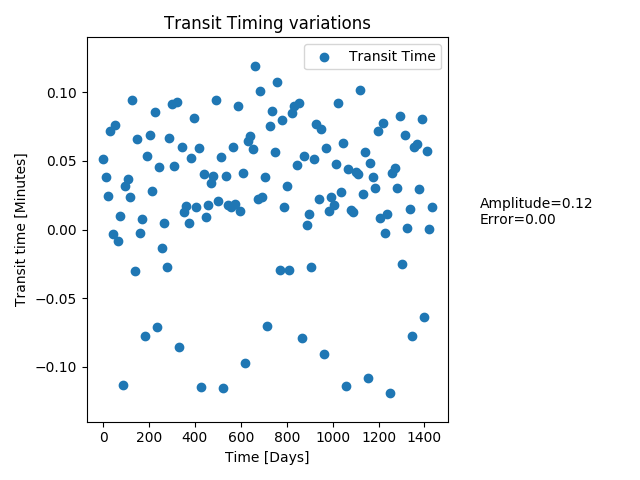 Transit Timing variations
Transit Time
0.10
0.05
0.00
−0.05
−0.10
Transit time [Minutes]
0 200 400 600 800 1000 1200 1400
Time [Days]
Amplitude=0.12
Error=0.00